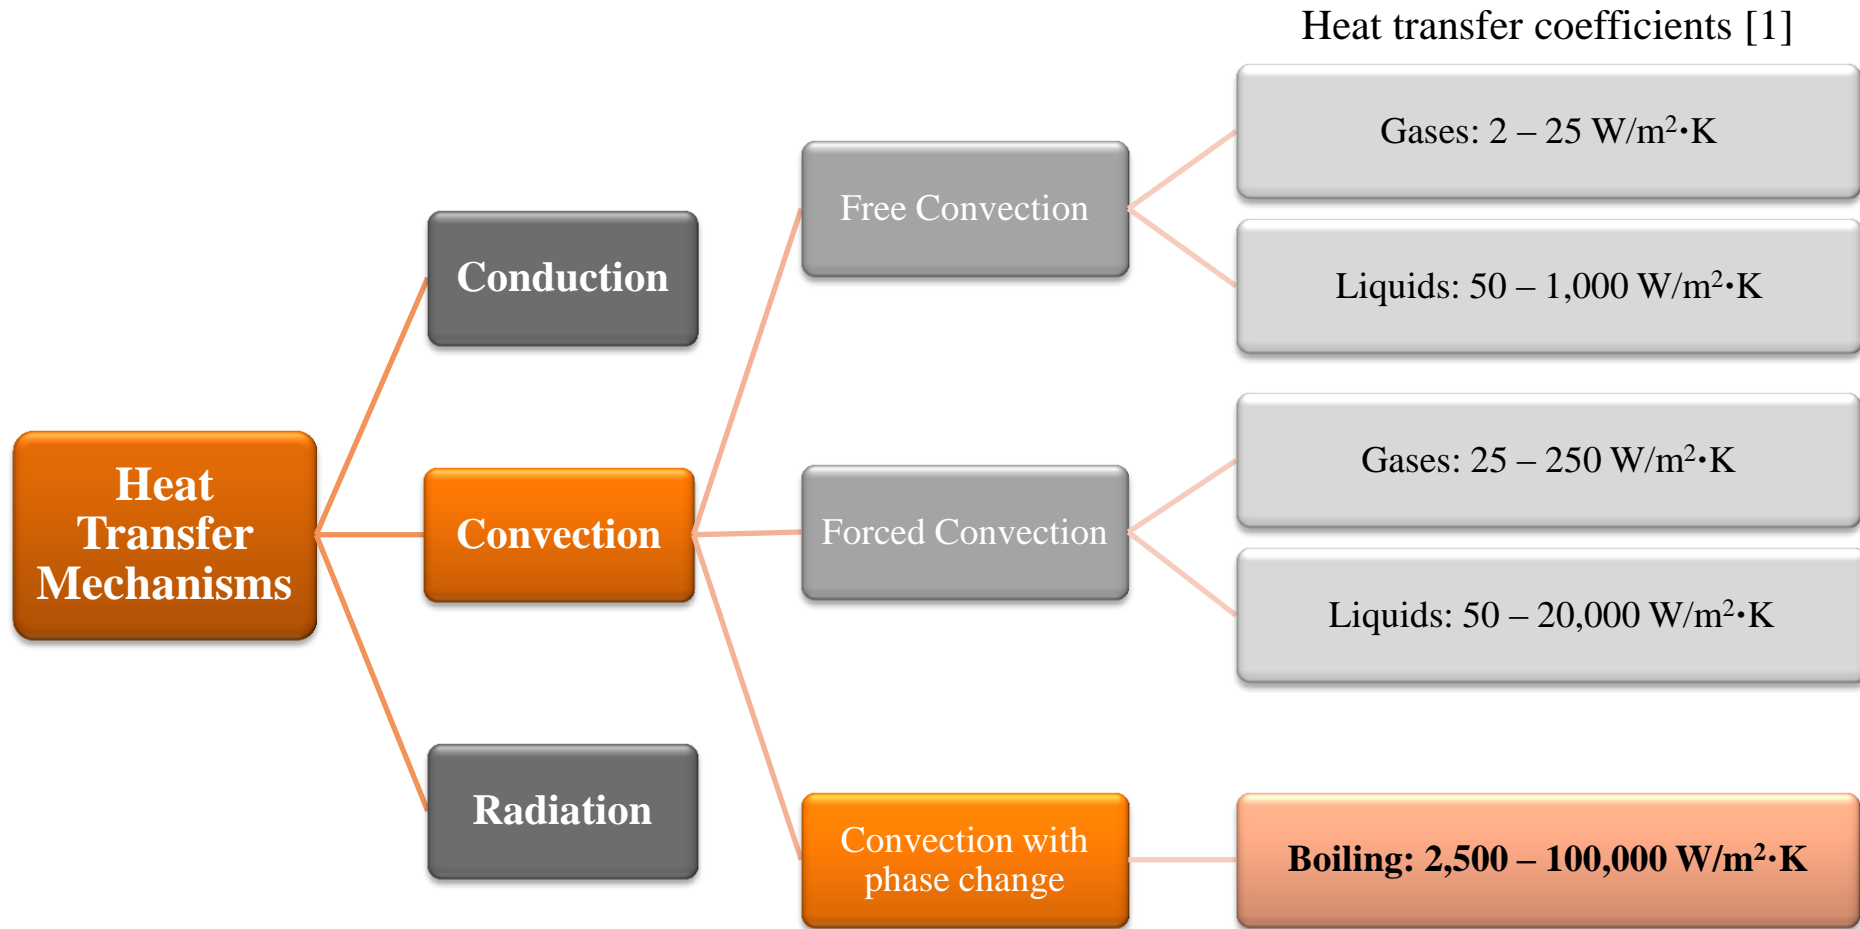 Heat transfer coefficients [1]
Heat
Transfer
Mechanisms
Conduction
Convection
Radiation
Free Convection
Forced Convection
Convection with
phase change
Gases: 2 – 25 W/m²·K
Liquids: 50 – 1,000 W/m²·K
Gases: 25 – 250 W/m²·K
Liquids: 50 – 20,000 W/m²·K
Boiling: 2,500 – 100,000 W/m²·K